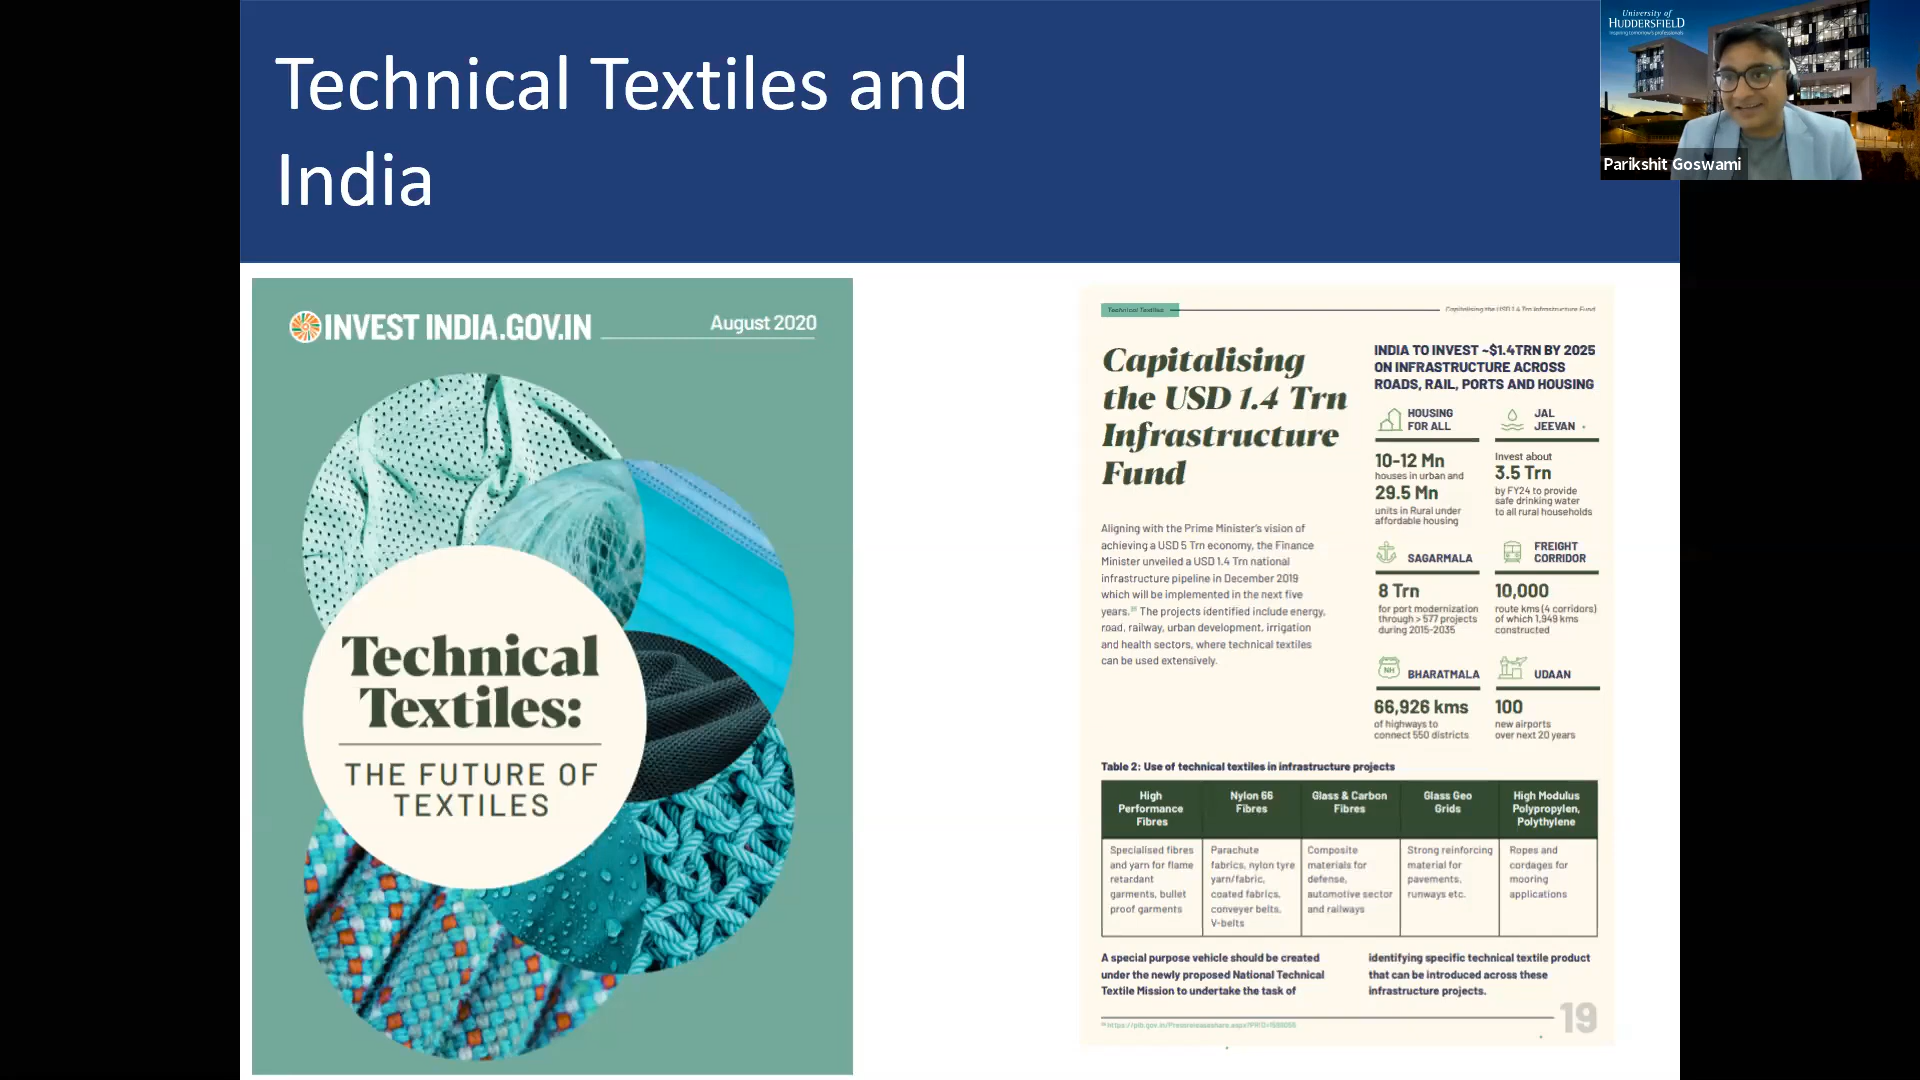 Technical Textiles and
India
University of
HUDDERSFIELD
Inspiring tomorrow's professionals
Parikshit Goswami
INVEST INDIA.GOV.IN
August 2020
Technical
Textiles:
THE FUTURE OF
TEXTILES
Technical Textiles
Capitalising the USD 1.4 Trn Infrastructure Fund
Capitalising
the USD 1.4 Trn
Infrastructure
Fund
Aligning with the Prime Minister's vision of
achieving a USD 5 Trn economy, the Finance
Minister unveiled a USD 1.4 Trn national
infrastructure pipeline in December 2019
which will be implemented in the next five
years. The projects identified include energy,
road, railway, urban development, irrigation
and health sectors, where technical textiles
can be used extensively.
INDIA TO INVEST ~$1.4TRN BY 2025
ON INFRASTRUCTURE ACROSS
ROADS, RAIL, PORTS AND HOUSING
HOUSING
FOR ALL
10-12 Mn
houses in urban and
29.5 Mn
units in Rural under
affordable housing
JAL
JEEVAN
Invest about
3.5 Trn
by FY24 to provide
safe drinking water
to all rural households
SAGARMALA
8 Trn
for port modernization
through > 577 projects
during 2015-2035
FREIGHT
CORRIDOR
10,000
route kms (4 corridors)
of which 1,949 kms
constructed
NH
BHARATMALA
66,926 kms
of highways to
connect 550 districts
UDAAN
100
new airports
over next 20 years
Table 2: Use of technical textiles in infrastructure projects
High
Performance
Fibres
Nylon 66
Fibres
Glass & Carbon
Fibres
Glass Geo
Grids
High Modulus
Polypropylen,
Polythylene
Specialised fibres
and yarn for flame
retardant
garments, bullet
proof garments
Parachute
fabrics, nylon tyre
yarn/fabric,
coated fabrics,
conveyer belts,
V-belts
Composite
materials for
defense,
automotive sector
and railways
Strong reinforcing
material for
pavements,
runways etc.
Ropes and
cordages for
mooring
applications
A special purpose vehicle should be created
under the newly proposed National Technical
Textile Mission to undertake the task of
identifying specific technical textile product
that can be introduced across these
infrastructure projects.
19